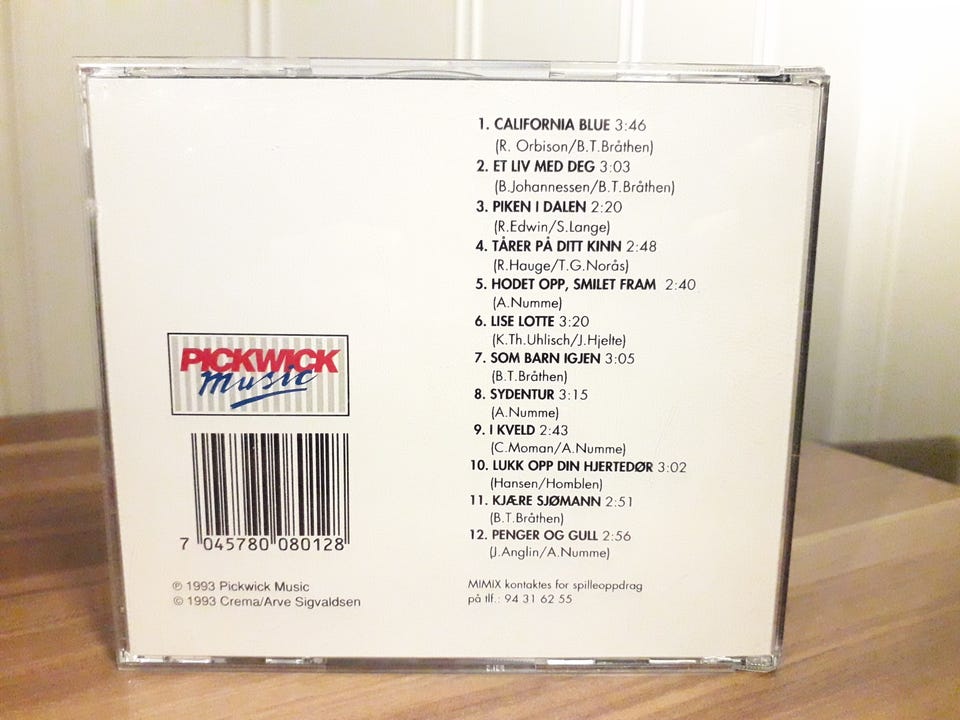 1. CALIFORNIA BLUE 3:46
(R. Orbison/B.T.Bråthen)
2. ET LIV MED DEG 3:03
(B.Johannessen/B.T.Bråthen)
3. PIKEN I DALEN 2:20
(R.Edwin/S.Lange)
4. TÅRER PÅ DITT KINN 2:48
(R.Hauge/T.G.Norås)
5. HODET OPP, SMILET FRAM 2:40
(A.Numme)
6. LISE LOTTE 3:20
(K.Th.Uhlisch/J.Hjelte)
7. SOM BARN IGJEN 3:05
(B.T.Bråthen)
8. SYDENTUR 3:15
(A.Numme)
9. I KVELD 2:43
(C.Moman/A.Numme)
10. LUKK OPP DIN HJERTEDØR 3:02
(Hansen/Homblen)
11. KJÆRE SJØMANN 2:51
(B.T.Bråthen)
12. PENGER OG GULL 2:56
(J.Anglin/A.Numme)
MIMIX kontaktes for spilleoppdrag
på tlf.: 94 31 62 55
PICKWICK
music
7 045780 080128
℗ 1993 Pickwick Music
© 1993 Crema/Arve Sigvaldsen